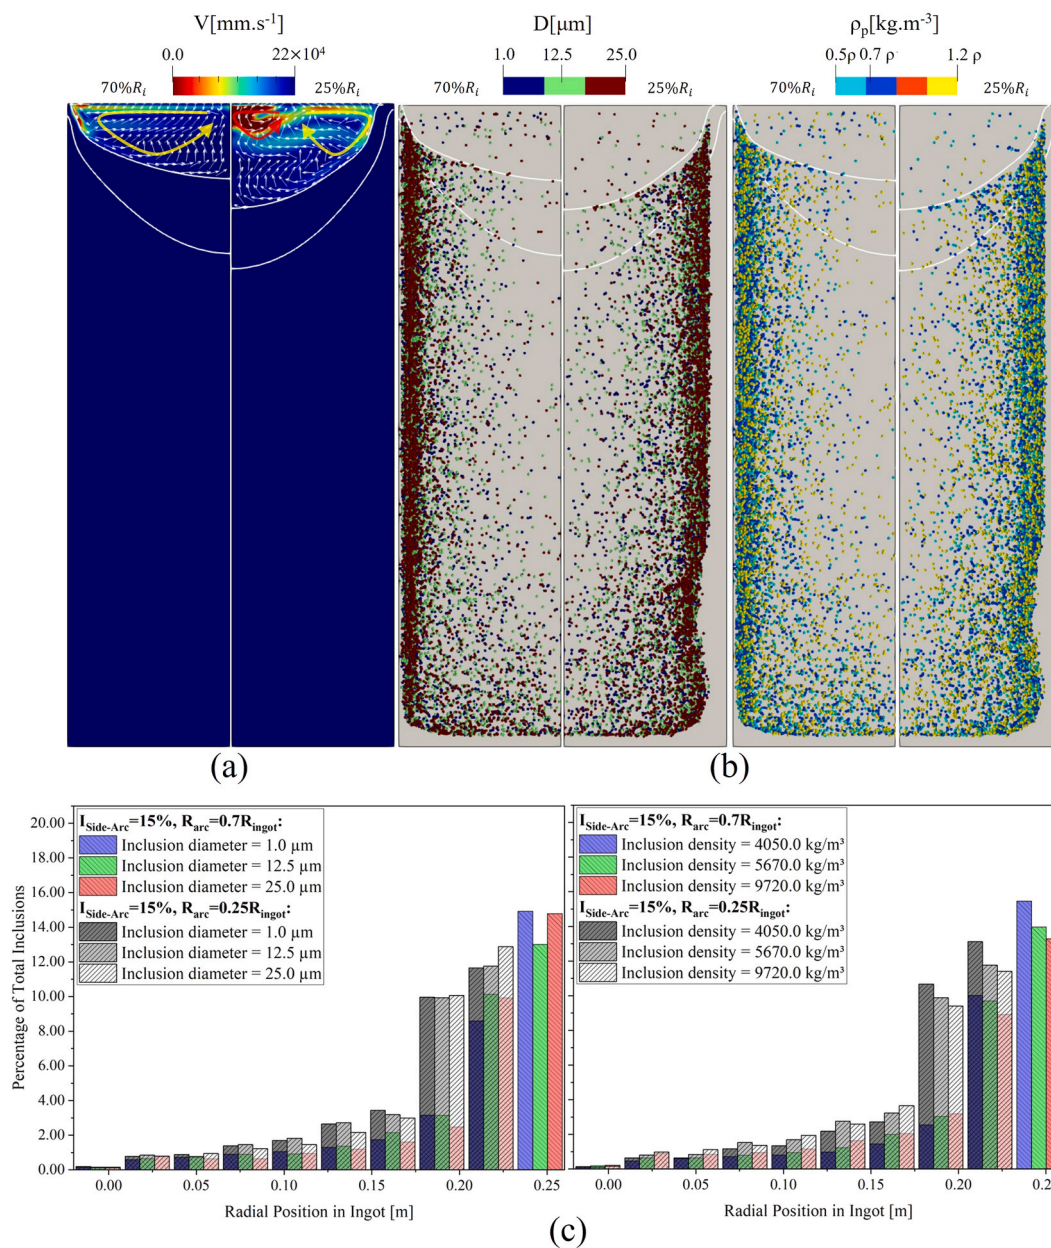 V[mm.s⁻¹]
0.0 22×10⁴
70%Rᵢ 25%Rᵢ
D[μm]
1.0 12.5 25.0
70%Rᵢ 25%Rᵢ
ρₚ[kg.m⁻³]
0.5ρ 0.7 ρ 1.2 ρ
70%Rᵢ 25%Rᵢ
(a)
(b)
Percentage of Total Inclusions
20.00
18.00
16.00
14.00
12.00
10.00
8.00
6.00
4.00
2.00
0.00
I_Side-Arc=15%, R_arc=0.7R_ingot:
Inclusion diameter = 1.0 µm
Inclusion diameter = 12.5 µm
Inclusion diameter = 25.0 µm
I_Side-Arc=15%, R_arc=0.25R_ingot:
Inclusion diameter = 1.0 µm
Inclusion diameter = 12.5 µm
Inclusion diameter = 25.0 µm
0.00 0.05 0.10 0.15 0.20 0.25
Radial Position in Ingot [m]
I_Side-Arc=15%, R_arc=0.7R_ingot:
Inclusion density = 4050.0 kg/m³
Inclusion density = 5670.0 kg/m³
Inclusion density = 9720.0 kg/m³
I_Side-Arc=15%, R_arc=0.25R_ingot:
Inclusion density = 4050.0 kg/m³
Inclusion density = 5670.0 kg/m³
Inclusion density = 9720.0 kg/m³
0.00 0.05 0.10 0.15 0.20 0.2
Radial Position in Ingot [m]
(c)